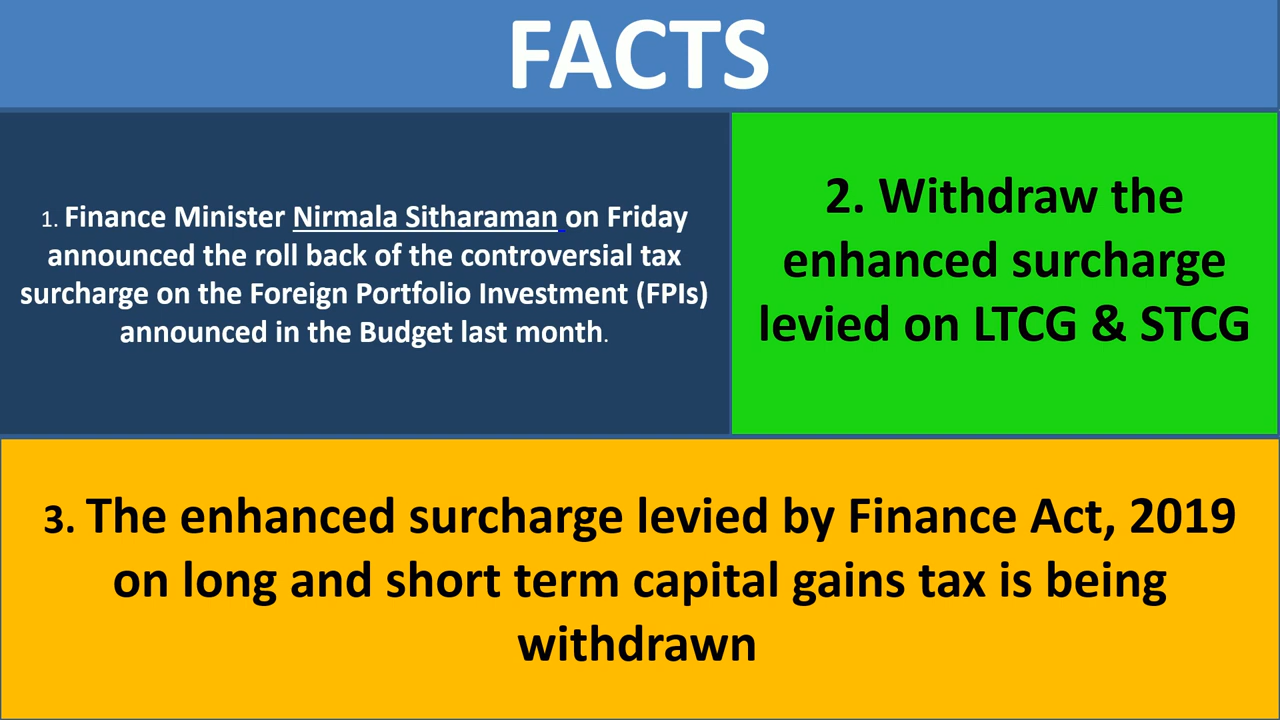 FACTS
1. Finance Minister Nirmala Sitharaman on Friday
announced the roll back of the controversial tax
surcharge on the Foreign Portfolio Investment (FPIs)
announced in the Budget last month.
2. Withdraw the
enhanced surcharge
levied on LTCG & STCG
3. The enhanced surcharge levied by Finance Act, 2019
on long and short term capital gains tax is being
withdrawn